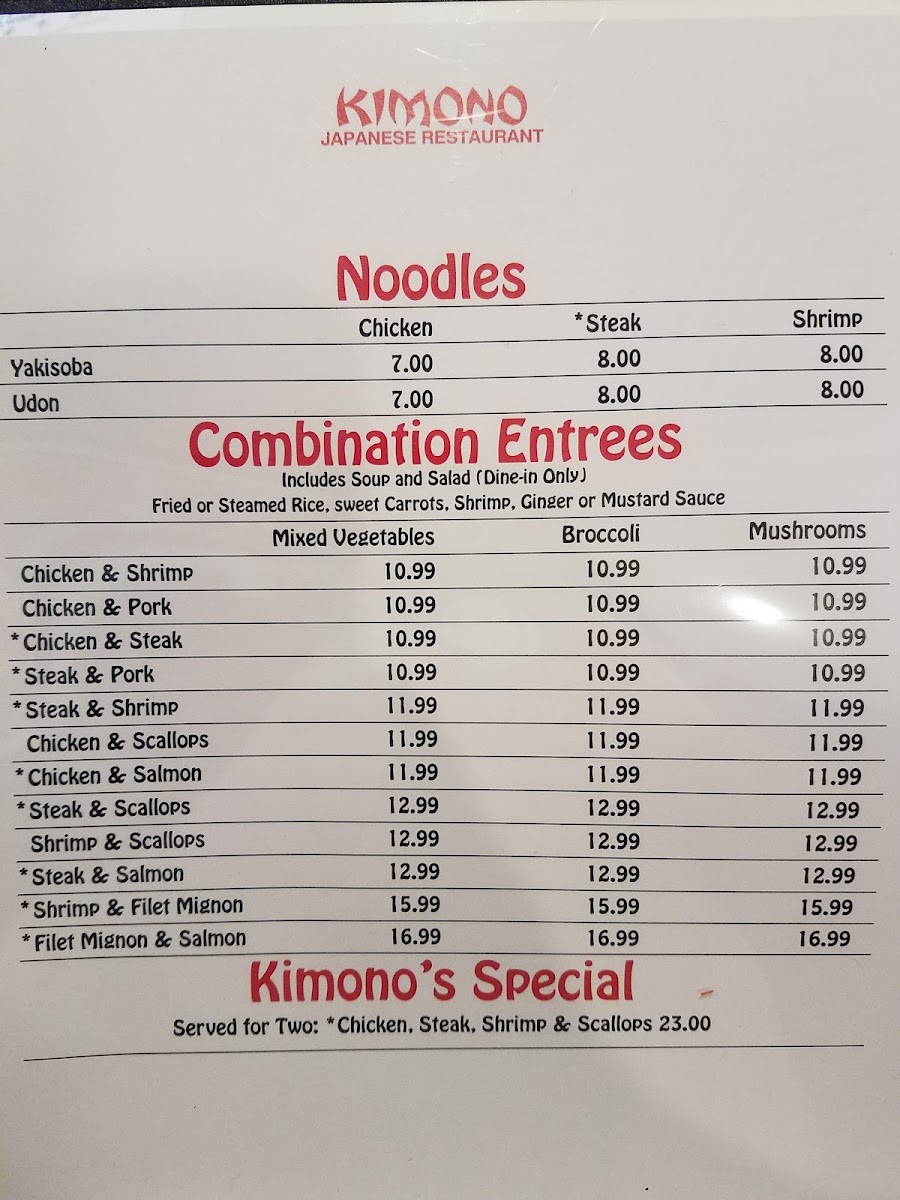 KIMONO
JAPANESE RESTAURANT
Noodles
Chicken *Steak Shrimp
Yakisoba 7.00 8.00 8.00
Udon 7.00 8.00 8.00
Combination Entrees
Includes Soup and Salad (Dine-in Only)
Fried or Steamed Rice, sweet Carrots, Shrimp, Ginger or Mustard Sauce
Mixed Vegetables Broccoli Mushrooms
Chicken & Shrimp 10.99 10.99 10.99
Chicken & Pork 10.99 10.99 10.99
*Chicken & Steak 10.99 10.99 10.99
*Steak & Pork 10.99 10.99 10.99
*Steak & Shrimp 11.99 11.99 11.99
Chicken & Scallops 11.99 11.99 11.99
*Chicken & Salmon 11.99 11.99 11.99
*Steak & Scallops 12.99 12.99 12.99
Shrimp & Scallops 12.99 12.99 12.99
*Steak & Salmon 12.99 12.99 12.99
*Shrimp & Filet Mignon 15.99 15.99 15.99
*Filet Mignon & Salmon 16.99 16.99 16.99
Kimono's Special
Served for Two: *Chicken, Steak, Shrimp & Scallops 23.00